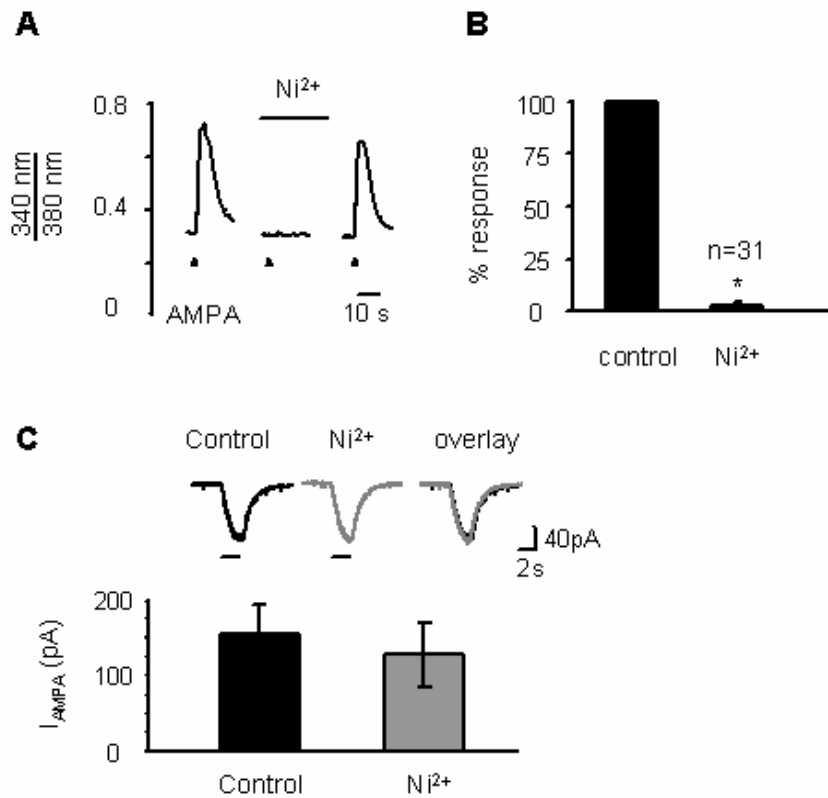 A
Ni²⁺
0.8
0.4
0
340 nm
380 nm
AMPA
10 s
B
% response
100
75
50
25
0
n=31
*
control
Ni²⁺
C
Control
Ni²⁺
overlay
40pA
2s
I_AMPA (pA)
200
100
0
Control
Ni²⁺